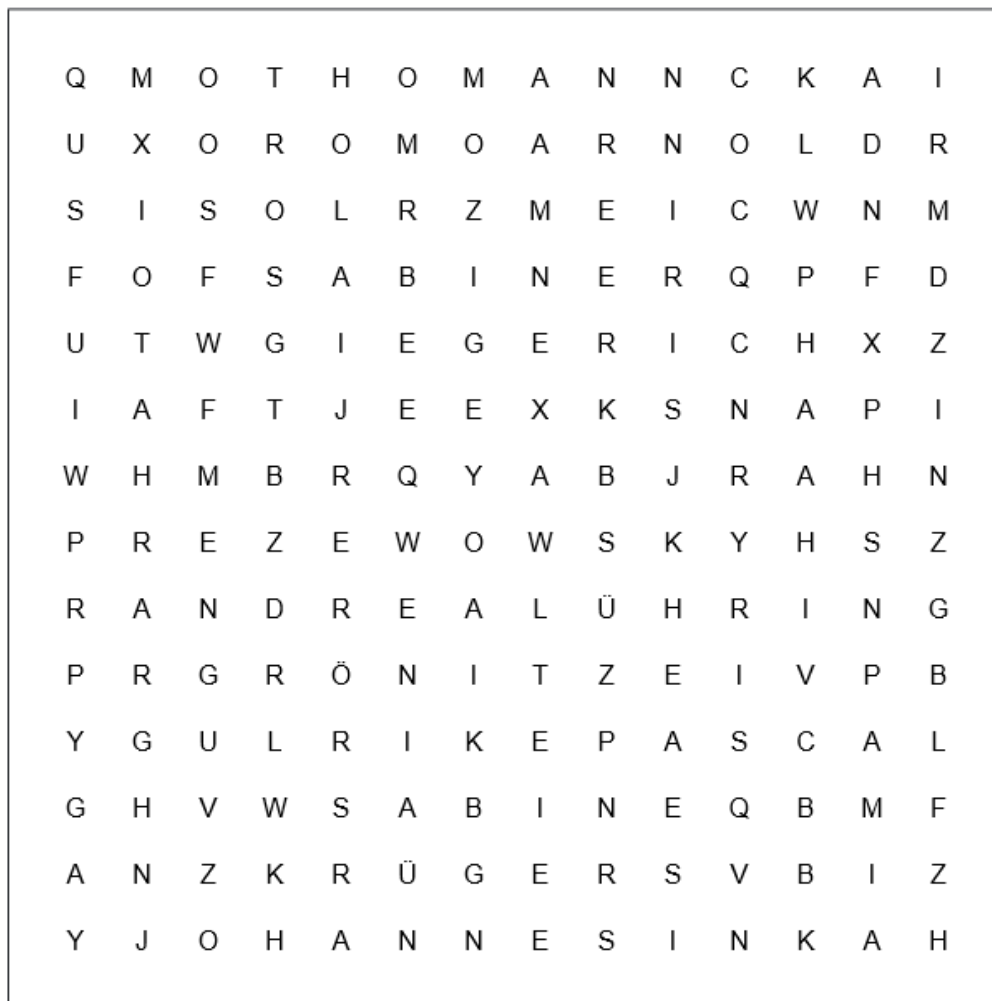 Q M O T H O M A N N C K A I
U X O R O M O A R N O L D R
S I S O L R Z M E I C W N M
F O F S A B I N E R Q P F D
U T W G I E G E R I C H X Z
I A F T J E E X K S N A P I
W H M B R Q Y A B J R A H N
P R E Z E W O W S K Y H S Z
R A N D R E A L Ü H R I N G
P R G R Ö N I T Z E I V P B
Y G U L R I K E P A S C A L
G H V W S A B I N E Q B M F
A N Z K R Ü G E R S V B I Z
Y J O H A N N E S I N K A H